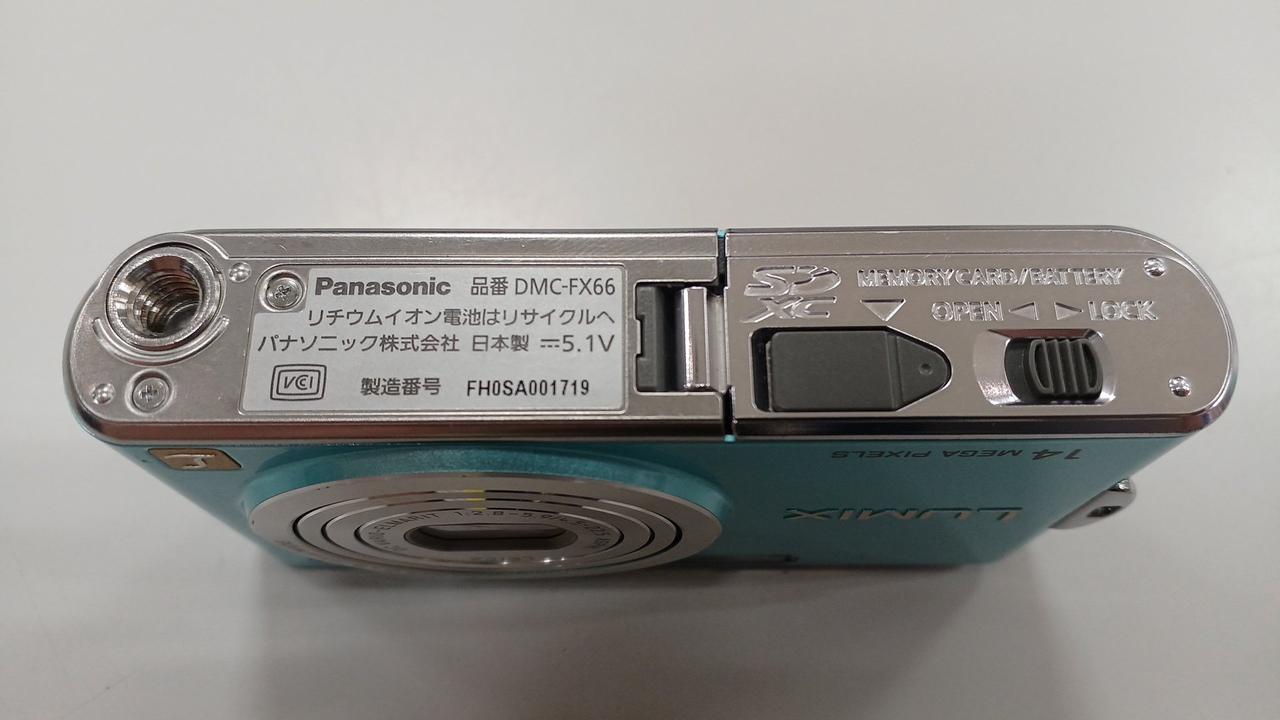 Panasonic 品番 DMC-FX66
リチウムイオン電池はリサイクルへ
パナソニック株式会社 日本製 ⎓5.1V
VCI 製造番号 FH0SA001719
SD
XC
MEMORY CARD/BATTERY
OPEN ◁ ▷ LOCK
14 MEGA PIXELS
LUMIX